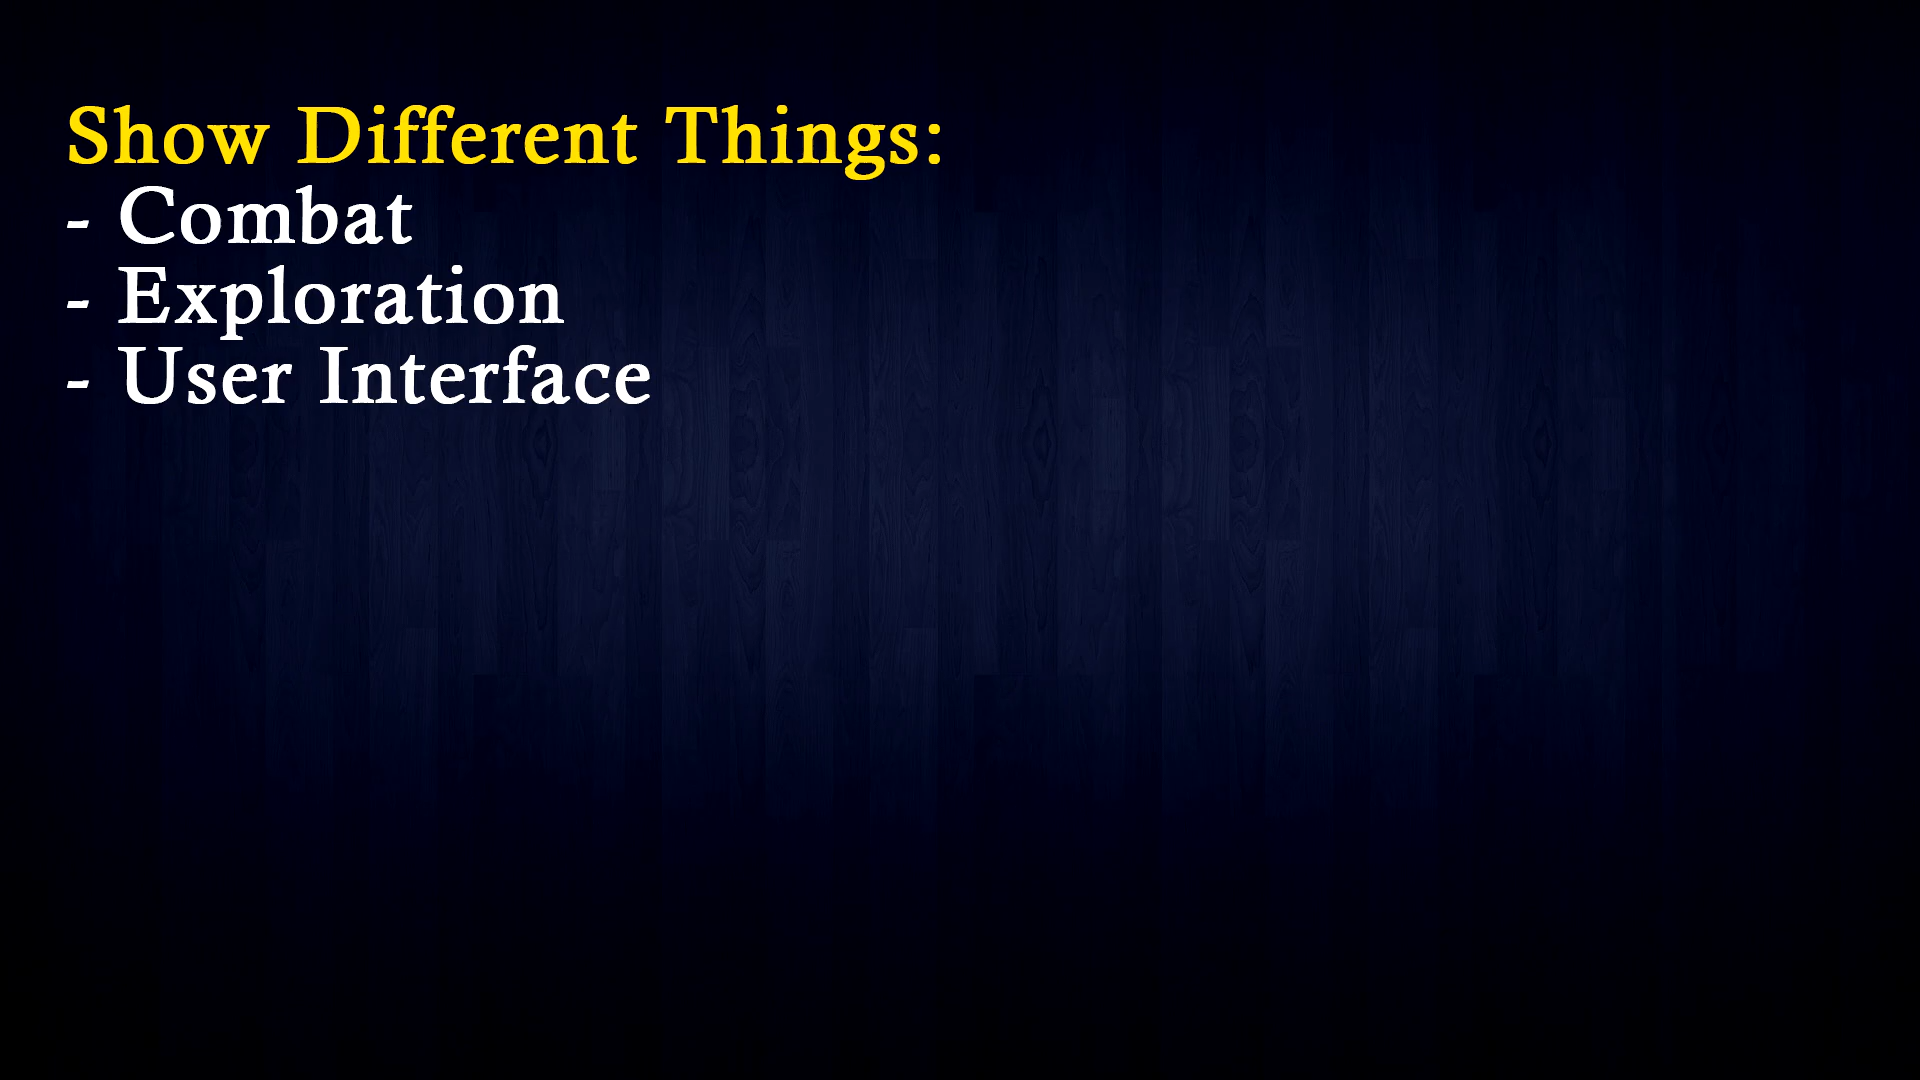 Show Different Things:
- Combat
- Exploration
- User Interface